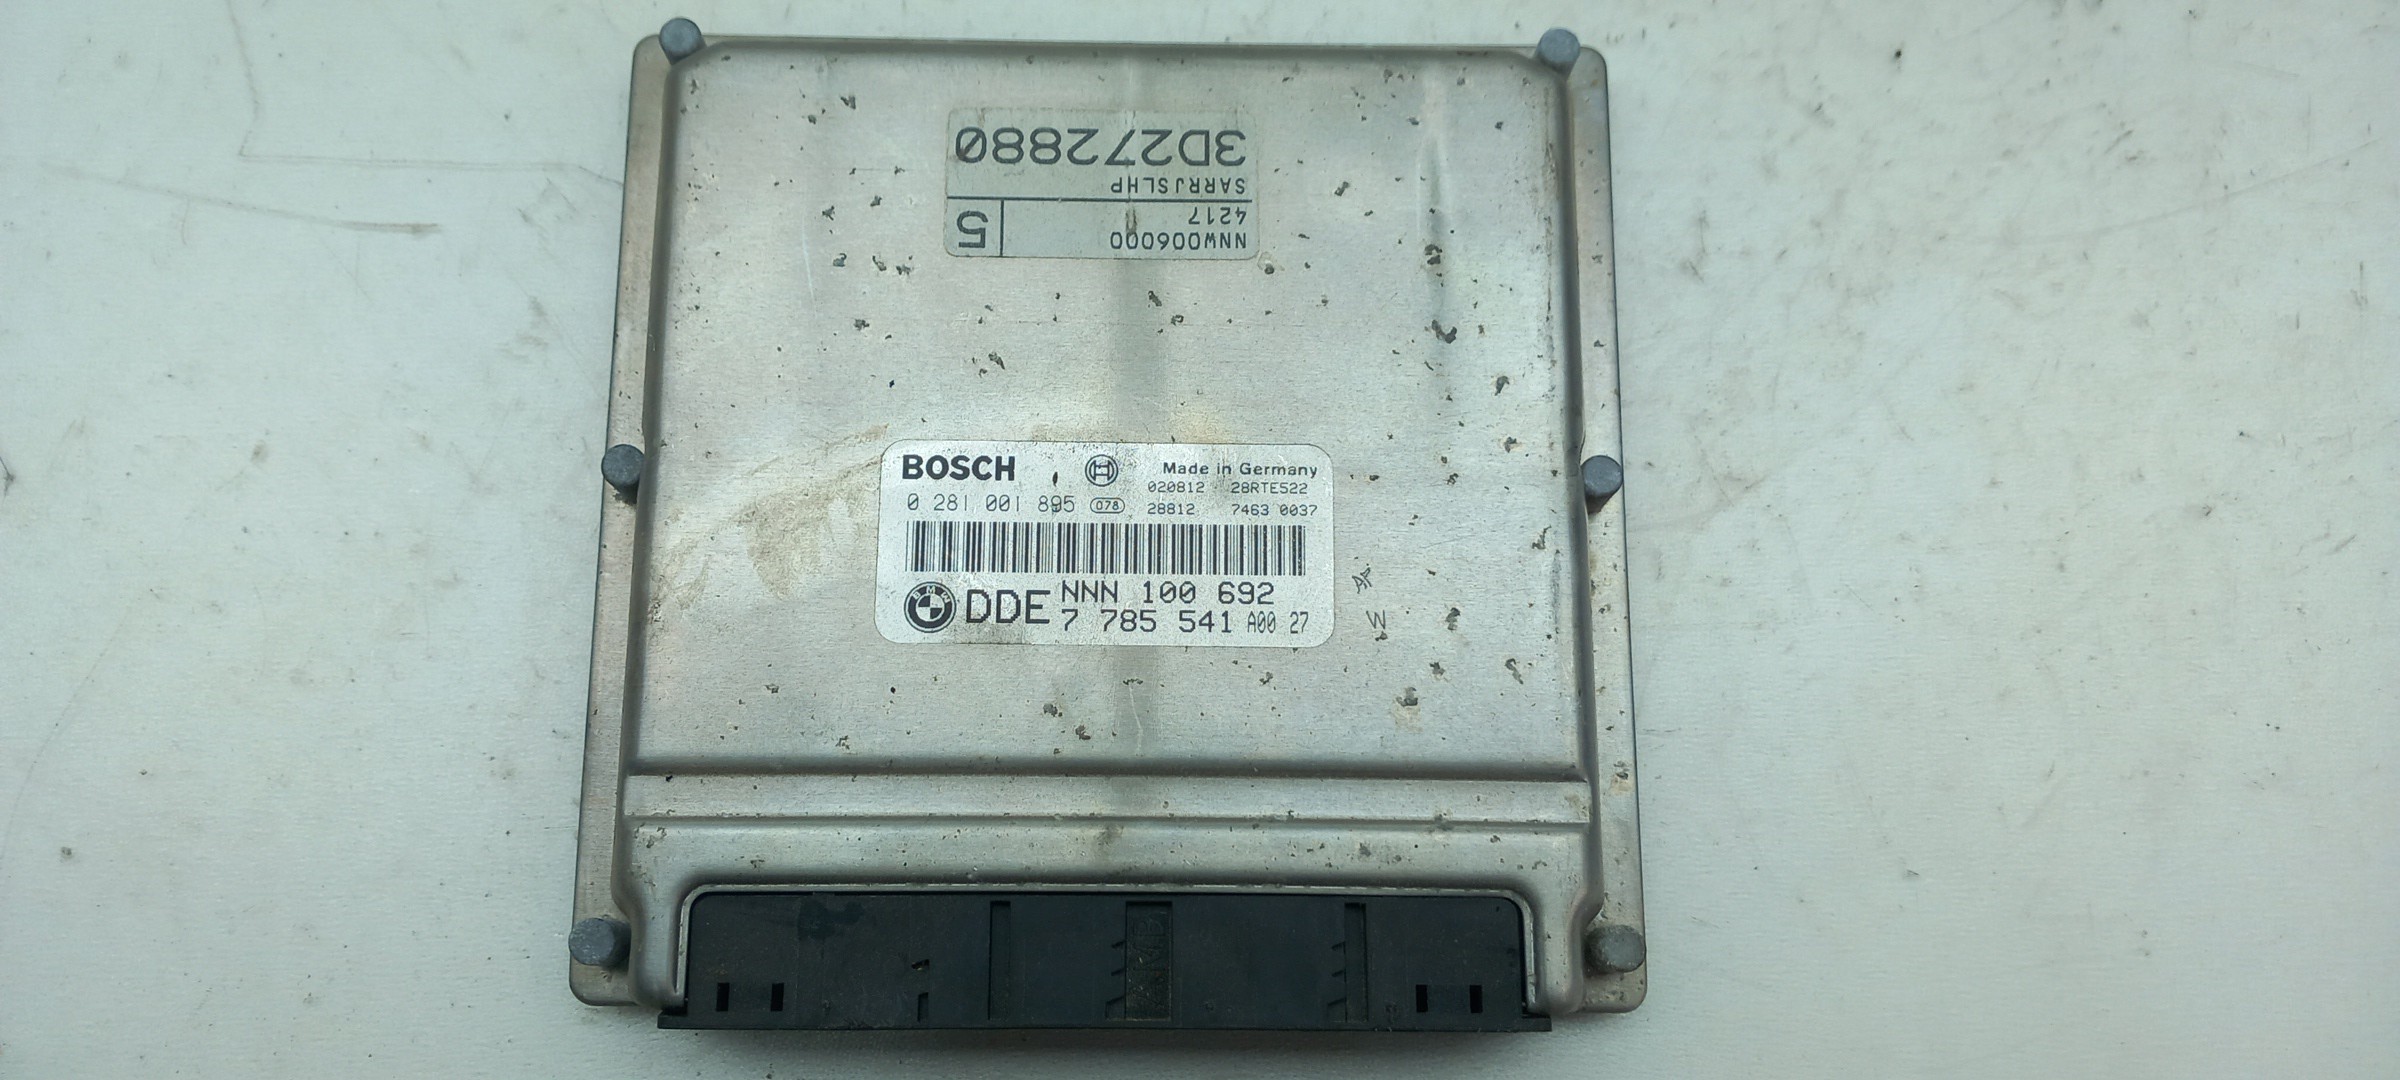 3D272880
SARRJSLHP
4217
NNW006000
5
BOSCH
Made in Germany
020812 28RTE522
0 281 001 895 078 28812 7463 0037
BMW
DDE NNN 100 692
7 785 541 A00 27
W